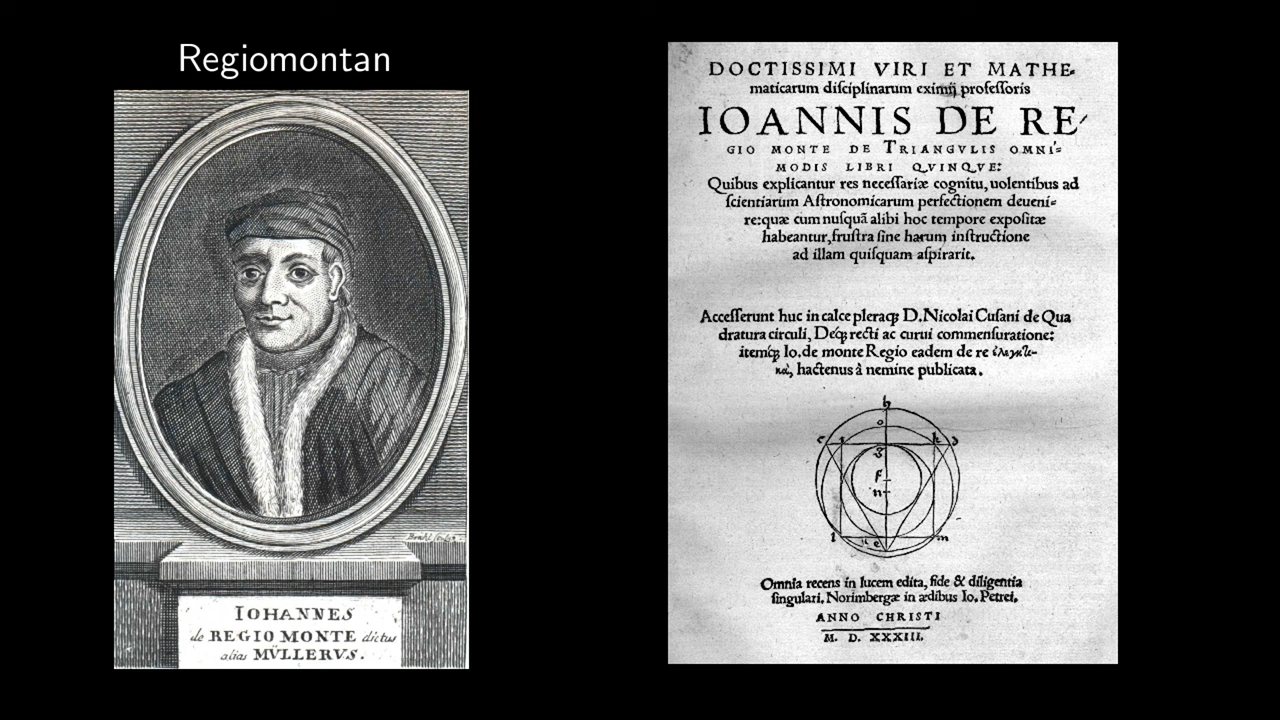 Regiomontan
IOHANNES
de REGIO MONTE dictus
alias MÜLLERVS.
DOCTISSIMI VIRI ET MATHE⸗
maticarum diſciplinarum eximij profeſſoris
IOANNIS DE RE⸗
GIO MONTE DE TRIANGVLIS OMNI⸗
MODIS LIBRI QVINQVE:
Quibus explicantur res neceſſariæ cognitu, uolentibus ad
ſcientiarum Aſtronomicarum perfectionem deueni⸗
re: quæ cum nuſquã alibi hoc tempore expoſitæ
habeantur, fruſtra ſine harum inſtructione
ad illam quiſquam aſpirarit.
Acceſſerunt huc in calce pleraq; D. Nicolai Cuſani de Qua
dratura circuli, Deq; recti ac curui commenſuratione:
itemq; Io. de monte Regio eadem de re ἐλεγκτι-
κὰ, hactenus à nemine publicata.
h
o
g
k
f
n
l
m
Omnia recens in lucem edita, fide & diligentia
ſingulari. Norimbergæ in ædibus Io. Petrei.
ANNO CHRISTI
M. D. XXXIII.